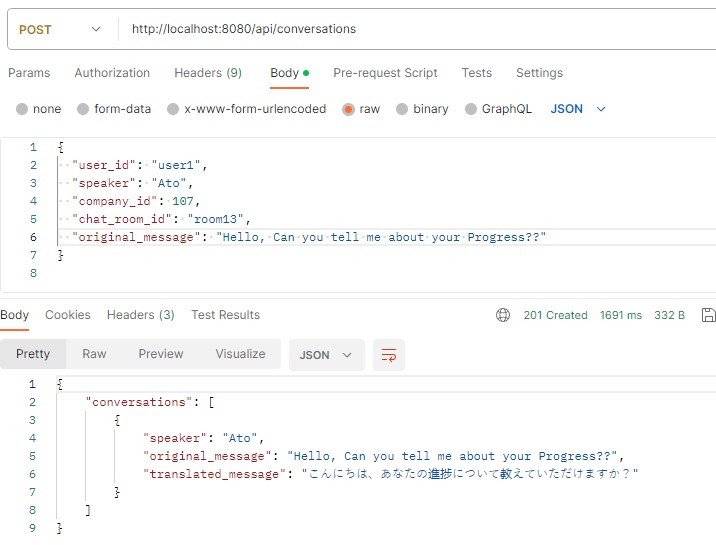 POST http://localhost:8080/api/conversations
Params Authorization Headers (9) Body Pre-request Script Tests Settings
none form-data x-www-form-urlencoded raw binary GraphQL JSON
1 {
2 "user_id": "user1",
3 "speaker": "Ato",
4 "company_id": 107,
5 "chat_room_id": "room13",
6 "original_message": "Hello, Can you tell me about your Progress??"
7 }
8
Body Cookies Headers (3) Test Results 201 Created 1691 ms 332 B
Pretty Raw Preview Visualize JSON
1 {
2 "conversations": [
3 {
4 "speaker": "Ato",
5 "original_message": "Hello, Can you tell me about your Progress??",
6 "translated_message": "こんにちは、あなたの進捗について教えていただけますか？"
7 }
8 ]
9 }